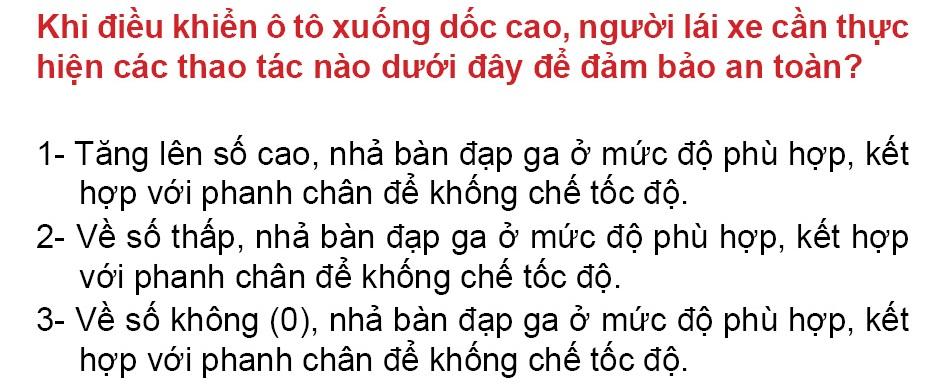 Khi điều khiển ô tô xuống dốc cao, người lái xe cần thực
hiện các thao tác nào dưới đây để đảm bảo an toàn?
1- Tăng lên số cao, nhả bàn đạp ga ở mức độ phù hợp, kết
hợp với phanh chân để khống chế tốc độ.
2- Về số thấp, nhả bàn đạp ga ở mức độ phù hợp, kết hợp
với phanh chân để khống chế tốc độ.
3- Về số không (0), nhả bàn đạp ga ở mức độ phù hợp, kết
hợp với phanh chân để khống chế tốc độ.